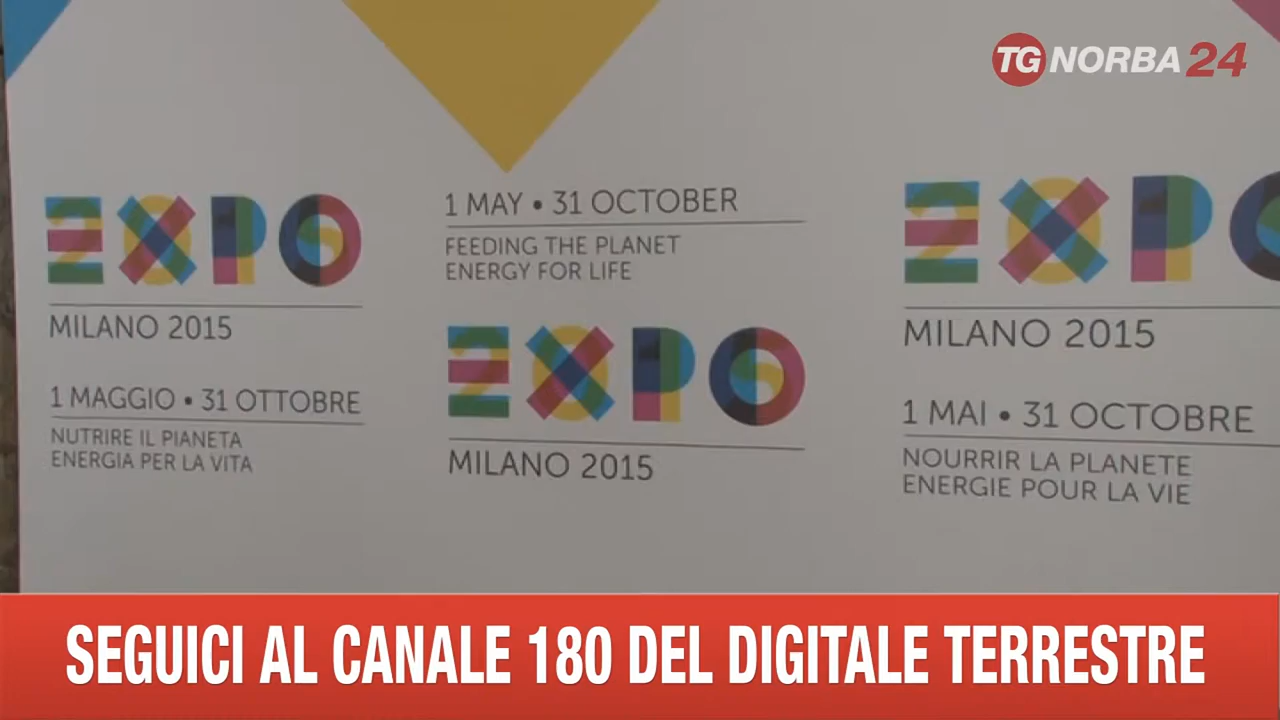 TG NORBA 24
EXPO
MILANO 2015
1 MAGGIO • 31 OTTOBRE
NUTRIRE IL PIANETA
ENERGIA PER LA VITA
1 MAY • 31 OCTOBER
FEEDING THE PLANET
ENERGY FOR LIFE
EXPO
MILANO 2015
EXPO
MILANO 2015
1 MAI • 31 OCTOBRE
NOURRIR LA PLANETE
ENERGIE POUR LA VIE
SEGUICI AL CANALE 180 DEL DIGITALE TERRESTRE